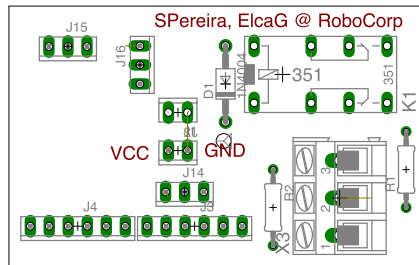 SPereira, ElcaG @ RoboCorp
J15
J16
1N4004
D1
351
351
K1
VCC
GND
J14
J4
J3
R2
R1
X3
3
2
1